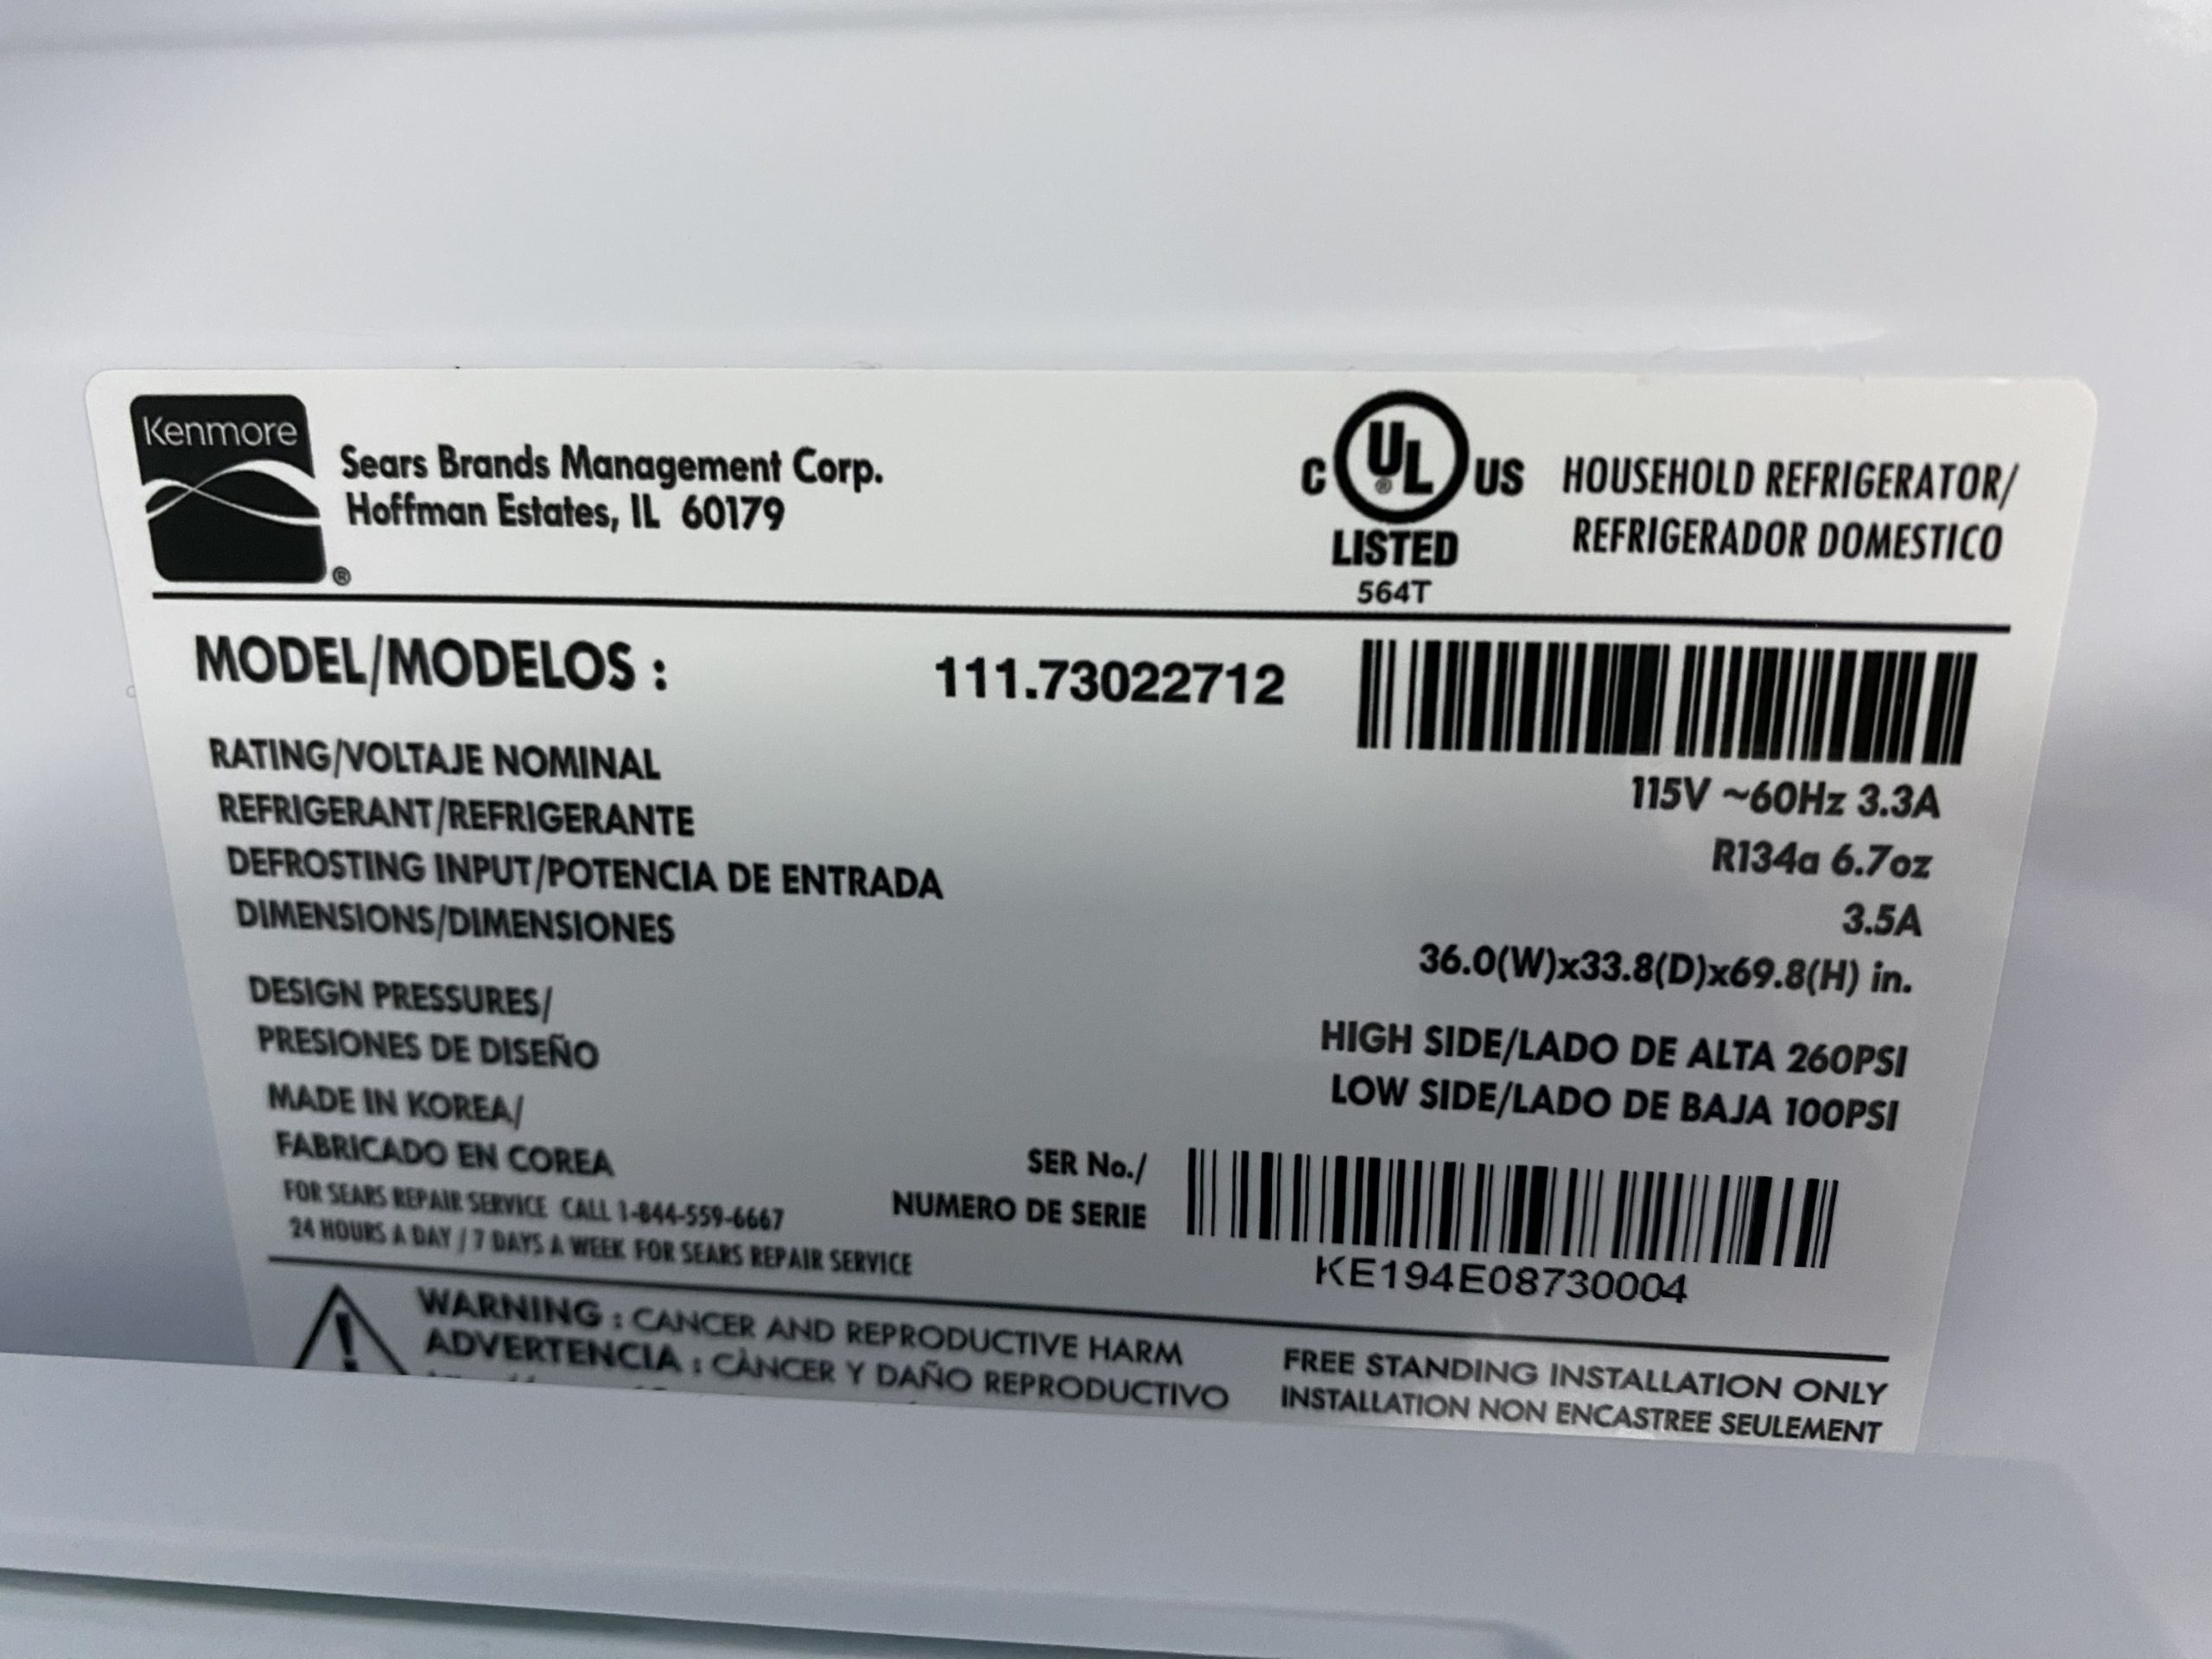 Kenmore
®
Sears Brands Management Corp.
Hoffman Estates, IL 60179
C UL® US
LISTED
564T
HOUSEHOLD REFRIGERATOR/
REFRIGERADOR DOMESTICO
MODEL/MODELOS : 111.73022712
RATING/VOLTAJE NOMINAL 115V ~60Hz 3.3A
REFRIGERANT/REFRIGERANTE R134a 6.7oz
DEFROSTING INPUT/POTENCIA DE ENTRADA 3.5A
DIMENSIONS/DIMENSIONES 36.0(W)x33.8(D)x69.8(H) in.
DESIGN PRESSURES/ HIGH SIDE/LADO DE ALTA 260PSI
PRESIONES DE DISEÑO LOW SIDE/LADO DE BAJA 100PSI
MADE IN KOREA/
FABRICADO EN COREA
FOR SEARS REPAIR SERVICE CALL 1-844-559-6667
24 HOURS A DAY / 7 DAYS A WEEK FOR SEARS REPAIR SERVICE
SER No./
NUMERO DE SERIE
KE194E08730004
WARNING : CANCER AND REPRODUCTIVE HARM
ADVERTENCIA : CÀNCER Y DAÑO REPRODUCTIVO
FREE STANDING INSTALLATION ONLY
INSTALLATION NON ENCASTREE SEULEMENT